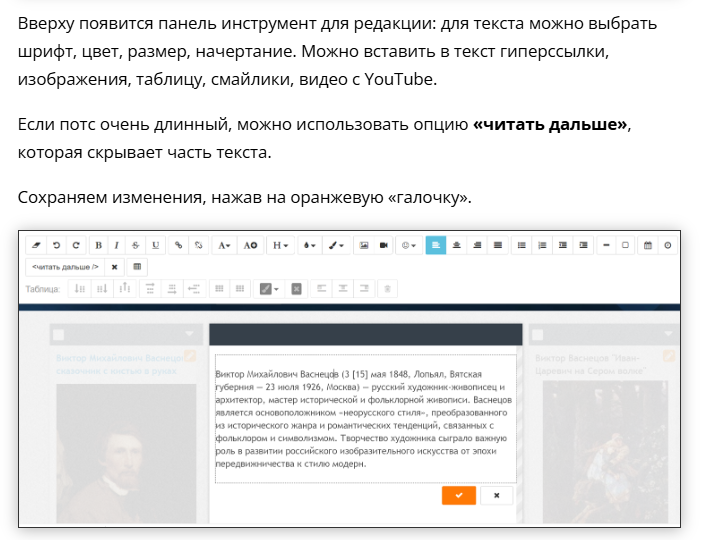 Вверху появится панель инструмент для редакции: для текста можно выбрать
шрифт, цвет, размер, начертание. Можно вставить в текст гиперссылки,
изображения, таблицу, смайлики, видео с YouTube.
Если потс очень длинный, можно использовать опцию «читать дальше»,
которая скрывает часть текста.
Сохраняем изменения, нажав на оранжевую «галочку».
B I S U A A H
<читать дальше />
Таблица:
Виктор Михайлович Васнецов
сказочник с кистью в руках
Виктор Михайлович Васнецов (3 [15] мая 1848, Лопьял, Вятская
губерния — 23 июля 1926, Москва) — русский художник-живописец и
архитектор, мастер исторической и фольклорной живописи. Васнецов
является основоположником «неорусского стиля», преобразованного
из исторического жанра и романтических тенденций, связанных с
фольклором и символизмом. Творчество художника сыграло важную
роль в развитии российского изобразительного искусства от эпохи
передвижничества к стилю модерн.
Виктор Васнецов "Иван-
Царевич на Сером волке"